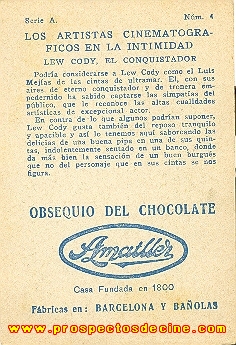 Serie A. Núm. 4
LOS ARTISTAS CINEMATOGRA-
FICOS EN LA INTIMIDAD
LEW CODY, EL CONQUISTADOR
Podría considerarse a Lew Cody como el Luis
Mejías de las cintas de ultramar. El, con sus
aires de eterno conquistador y de trenera em-
pedernido ha sabido captarse las simpatías del
público, que le reconoce las altas cualidades
artísticas de excepcional actor.
En contra de lo que algunos podrían suponer,
Lew Cody gusta también del reposo tranquilo
y apacible, y así lo tenemos aquí saboreando las
delicias de una buena pipa en una de sus quin-
tas, indolentemente sentado en un banco, donde
da más bien la sensación de un buen burgués
que no del personaje que en sus cintas se nos
figura.
OBSEQUIO DEL CHOCOLATE
Amatller
Casa Fundada en 1800
Fábricas en: BARCELONA Y BAÑOLAS
www.prospectosdecine.com